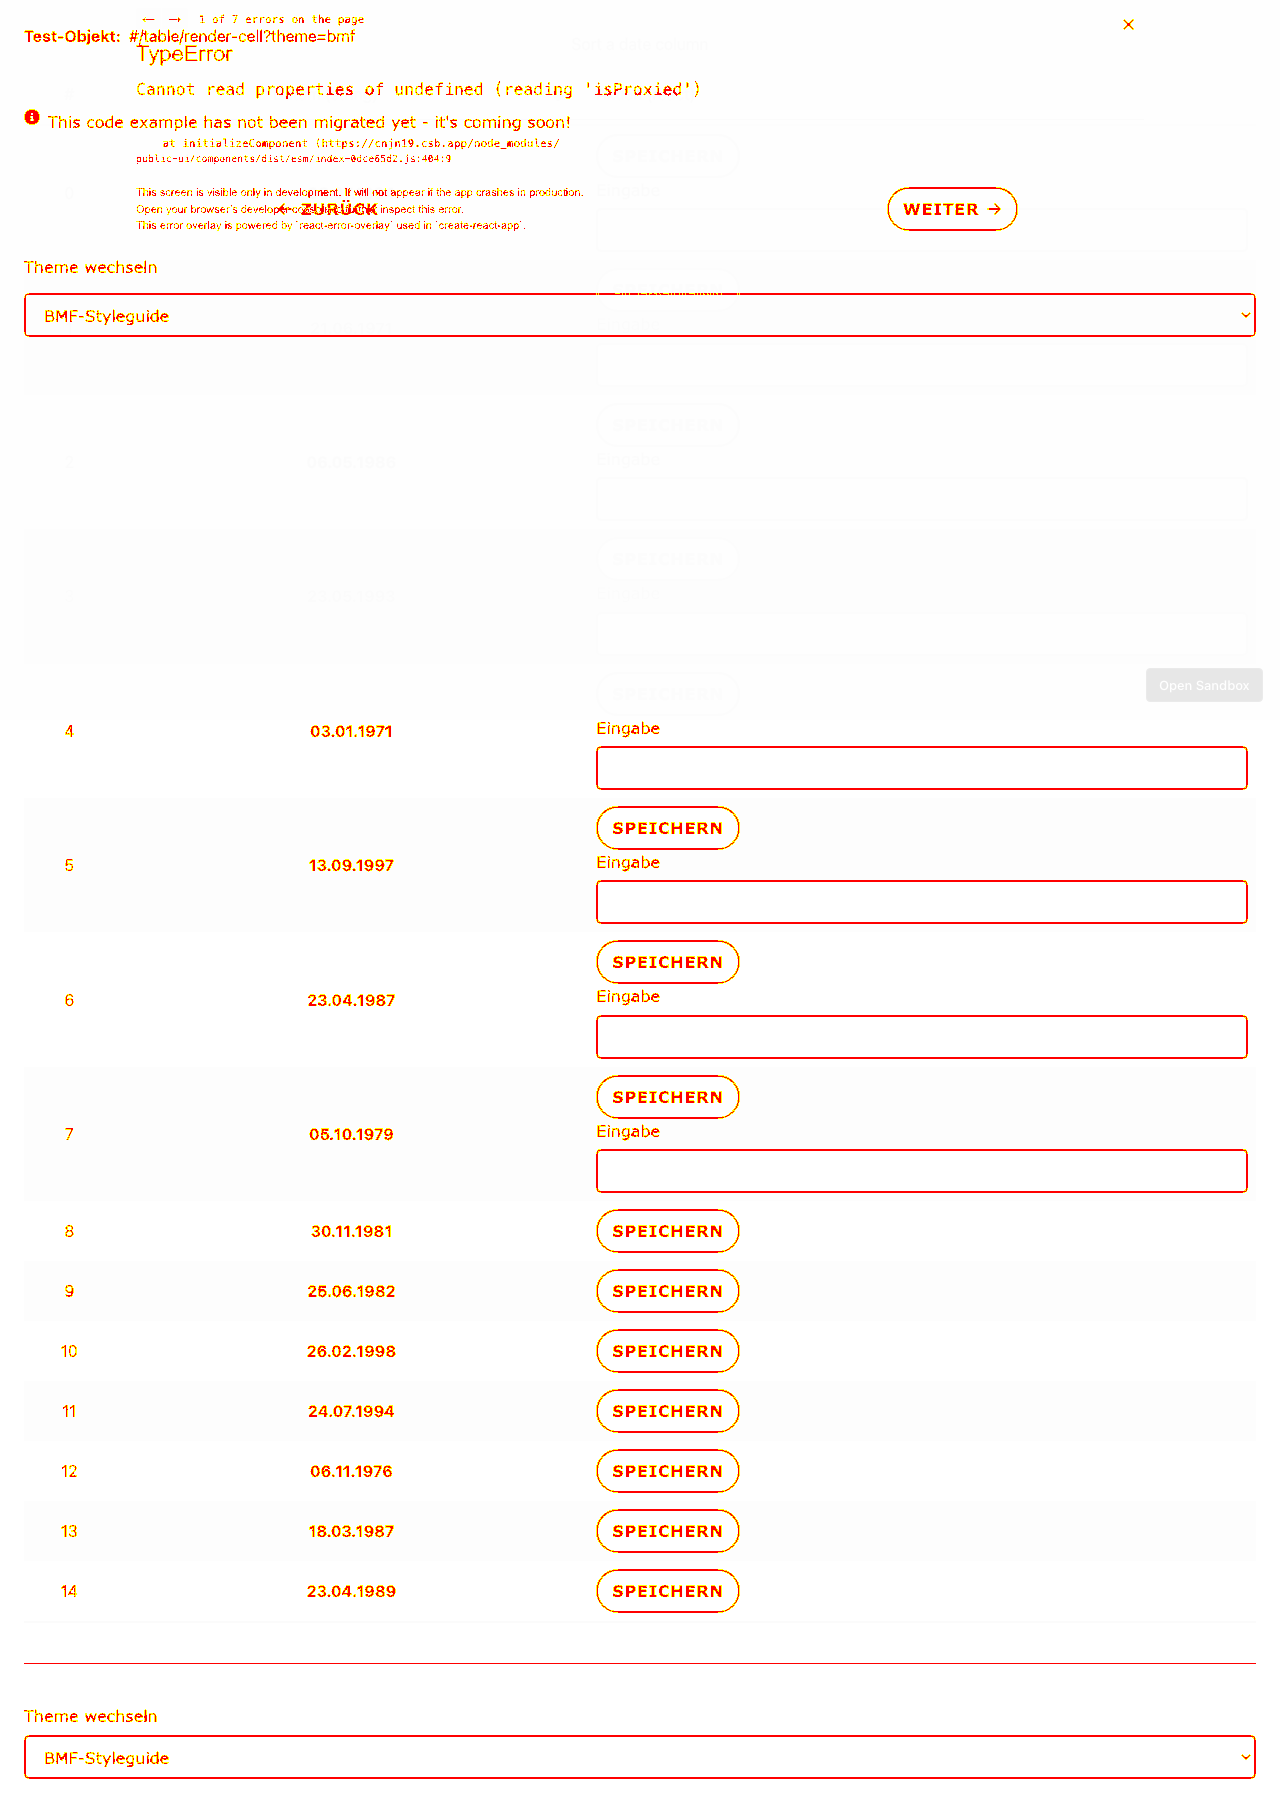 ← → 1 of 7 errors on the page
Test-Objekt: #/table/render-cell?theme=bmf
TypeError
Cannot read properties of undefined (reading 'isProxied')
This code example has not been migrated yet - it's coming soon!
at initializeComponent (https://cnjm19.csb.app/node_modules/
public-ui/components/dist/esm/index-0dce65d2.js:404:9
This screen is visible only in development. It will not appear if the app crashes in production.
← ZURÜCK
WEITER →
Open your browser's developer inspect this error.
This error overlay is powered by `react-error-overlay` used in `create-react-app`.
Theme wechseln
BMF-Styleguide
SPEICHERN
Eingabe
SPEICHERN
Open Sandbox
SPEICHERN
4 03.01.1971 Eingabe
SPEICHERN
5 13.09.1997 Eingabe
SPEICHERN
6 23.04.1987 Eingabe
SPEICHERN
7 05.10.1979 Eingabe
8 30.11.1981 SPEICHERN
9 25.06.1982 SPEICHERN
10 26.02.1998 SPEICHERN
11 24.07.1994 SPEICHERN
12 06.11.1976 SPEICHERN
13 18.03.1987 SPEICHERN
14 23.04.1989 SPEICHERN
Theme wechseln
BMF-Styleguide